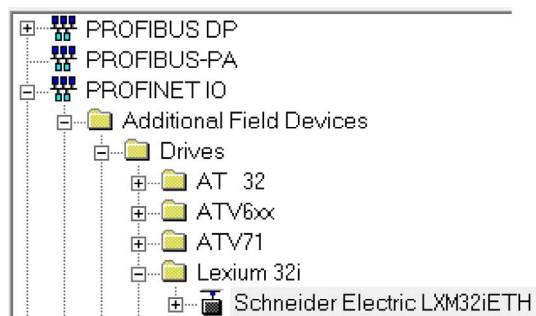 PROFIBUS DP
PROFIBUS-PA
PROFINET IO
Additional Field Devices
Drives
AT 32
ATV6xx
ATV71
Lexium 32i
Schneider Electric LXM32iETH